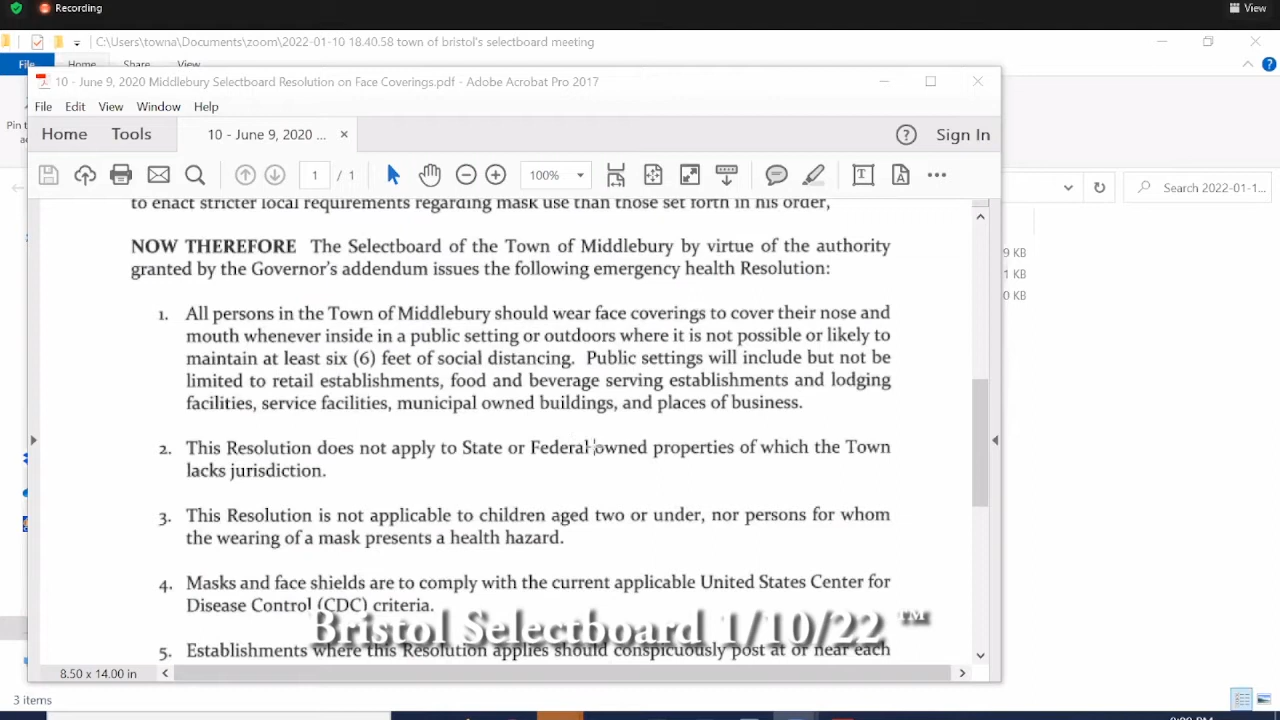 Recording
View
C:\Users\towna\Documents\zoom\2022-01-10 18.40.58 town of bristol's selectboard meeting
File Home Share View
10 - June 9, 2020 Middlebury Selectboard Resolution on Face Coverings.pdf - Adobe Acrobat Pro 2017
File Edit View Window Help
Home Tools 10 - June 9, 2020 ... × Sign In
1 / 1 100%
Pin t
Search 2022-01-1...
to enact stricter local requirements regarding mask use than those set forth in his order,
NOW THEREFORE The Selectboard of the Town of Middlebury by virtue of the authority
granted by the Governor's addendum issues the following emergency health Resolution:
1. All persons in the Town of Middlebury should wear face coverings to cover their nose and
mouth whenever inside in a public setting or outdoors where it is not possible or likely to
maintain at least six (6) feet of social distancing. Public settings will include but not be
limited to retail establishments, food and beverage serving establishments and lodging
facilities, service facilities, municipal owned buildings, and places of business.
2. This Resolution does not apply to State or Federal owned properties of which the Town
lacks jurisdiction.
3. This Resolution is not applicable to children aged two or under, nor persons for whom
the wearing of a mask presents a health hazard.
4. Masks and face shields are to comply with the current applicable United States Center for
Disease Control (CDC) criteria.
5. Establishments where this Resolution applies should conspicuously post at or near each
Bristol Selectboard 1/10/22 ™
9 KB
1 KB
0 KB
8.50 x 14.00 in
3 items